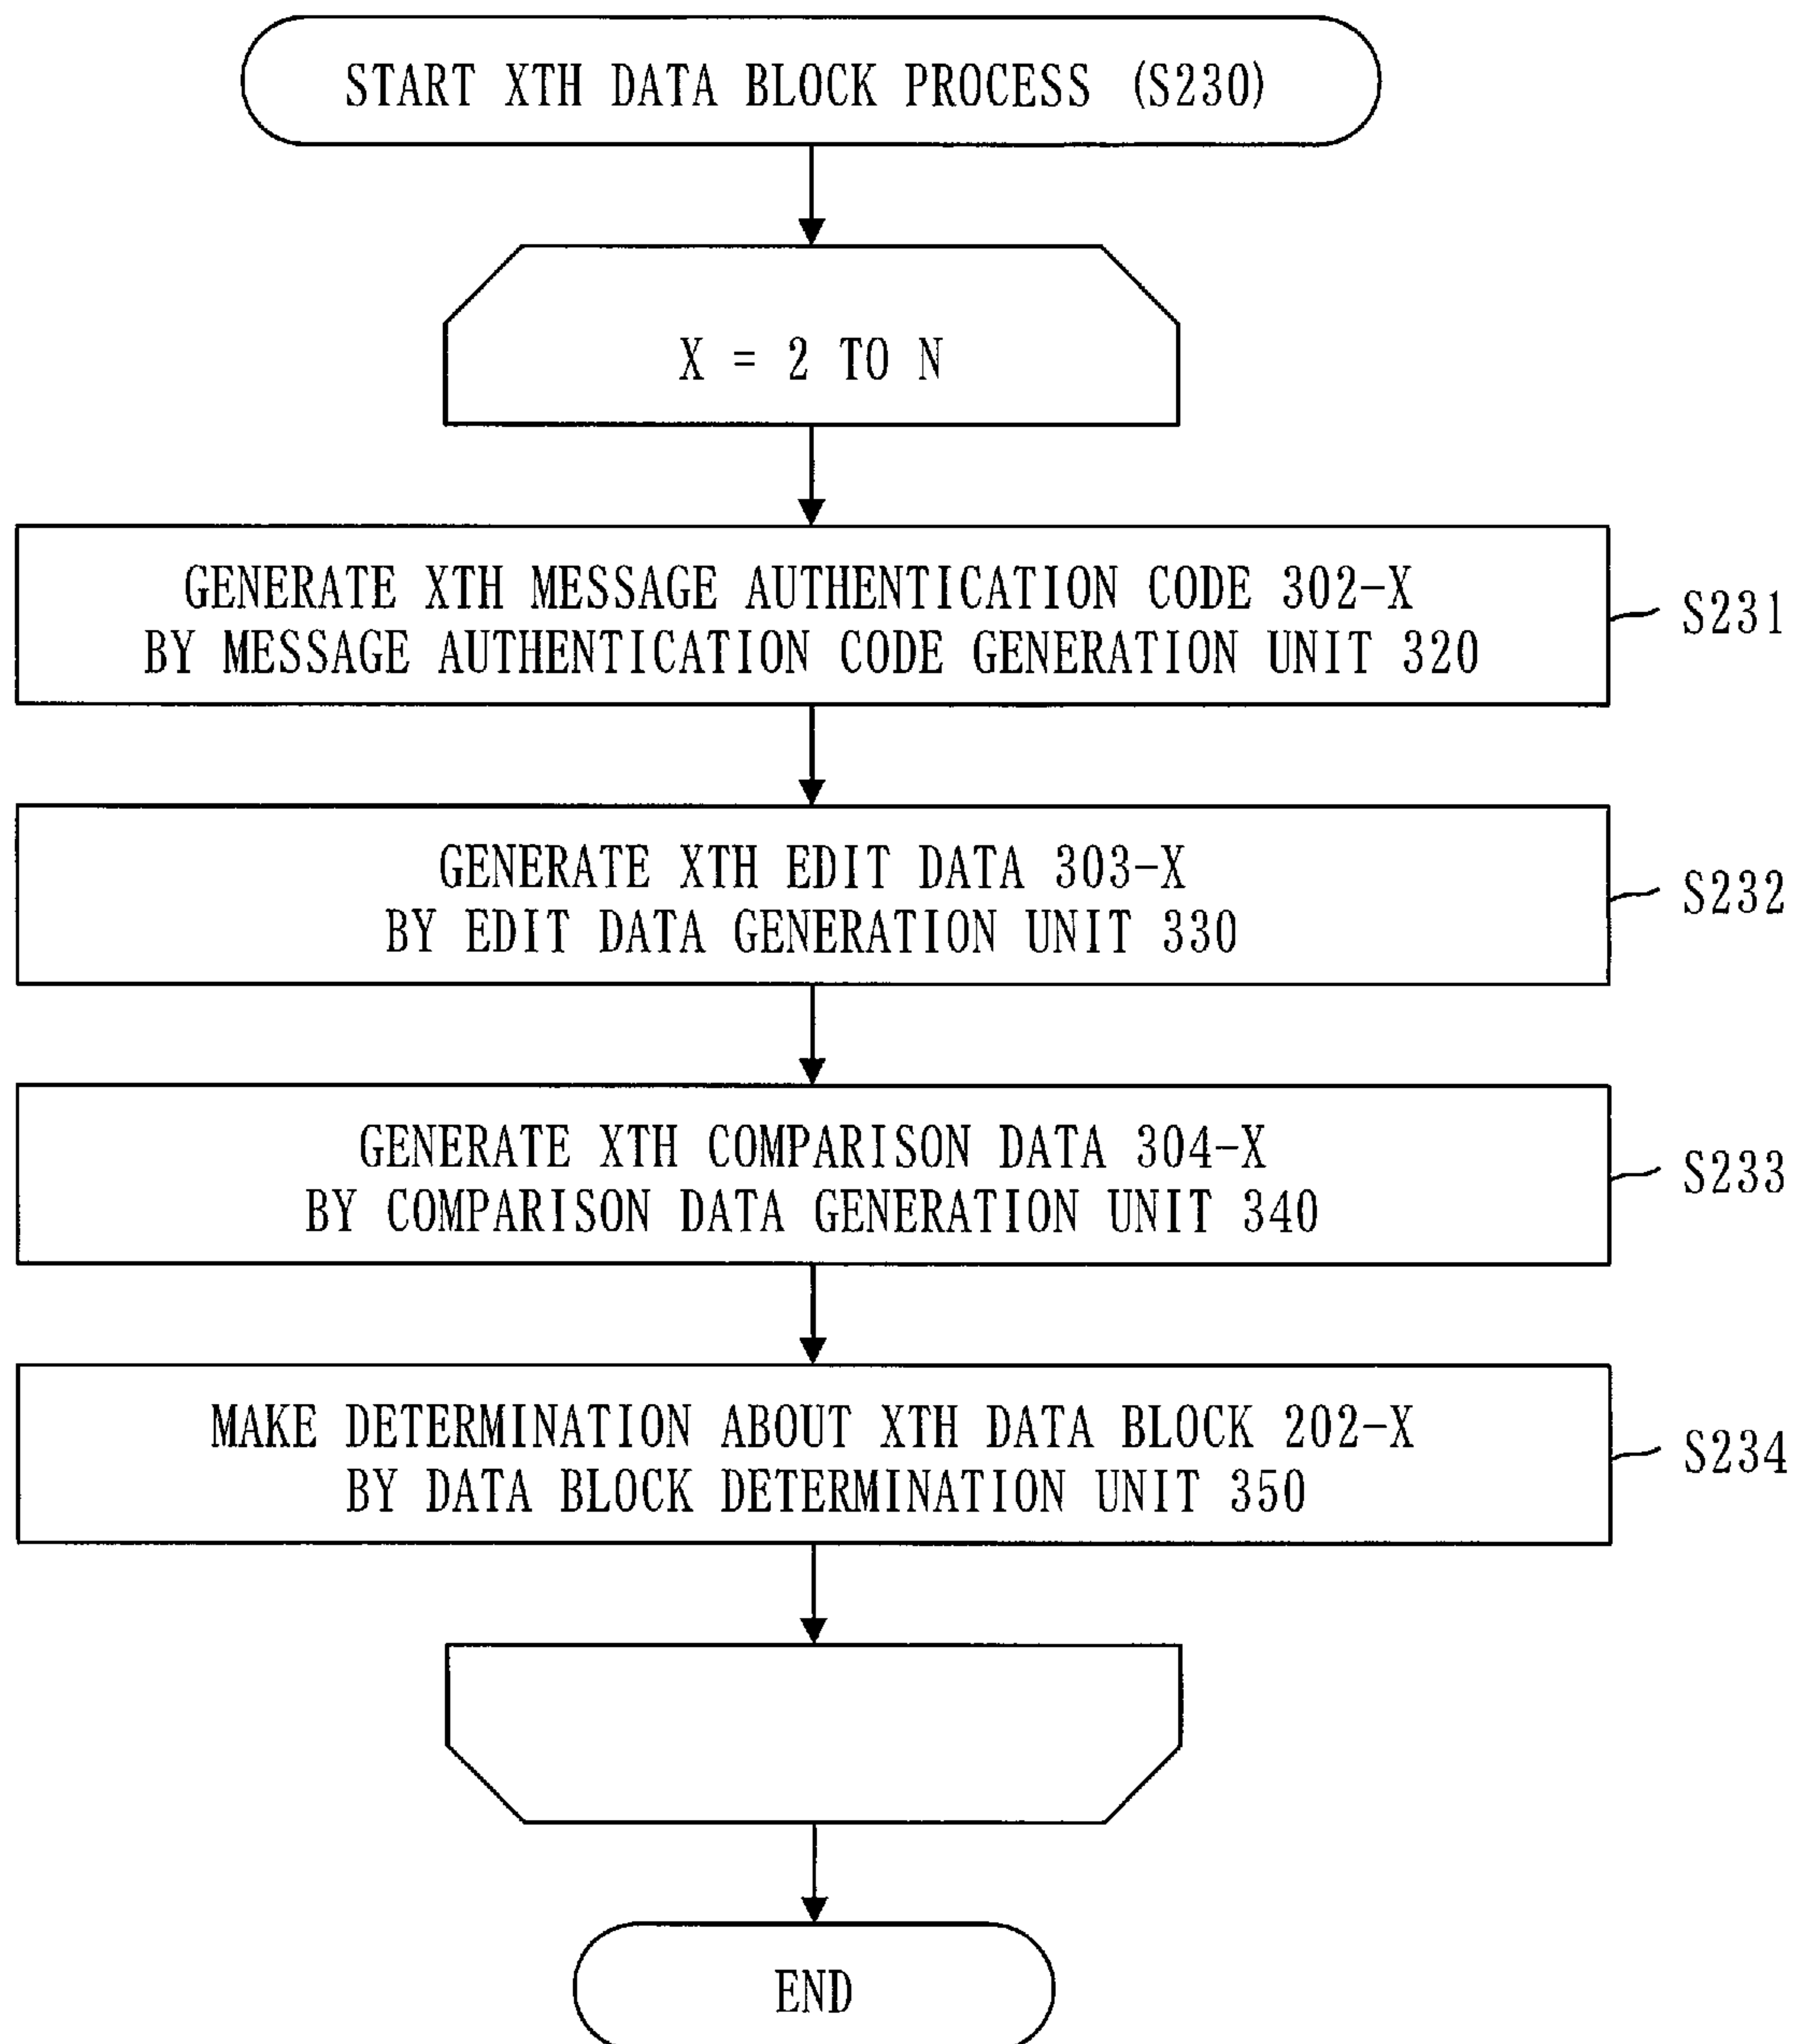 START XTH DATA BLOCK PROCESS (S230)
X = 2 TO N
GENERATE XTH MESSAGE AUTHENTICATION CODE 302-X
BY MESSAGE AUTHENTICATION CODE GENERATION UNIT 320
S231
GENERATE XTH EDIT DATA 303-X
BY EDIT DATA GENERATION UNIT 330
S232
GENERATE XTH COMPARISON DATA 304-X
BY COMPARISON DATA GENERATION UNIT 340
S233
MAKE DETERMINATION ABOUT XTH DATA BLOCK 202-X
BY DATA BLOCK DETERMINATION UNIT 350
S234
END